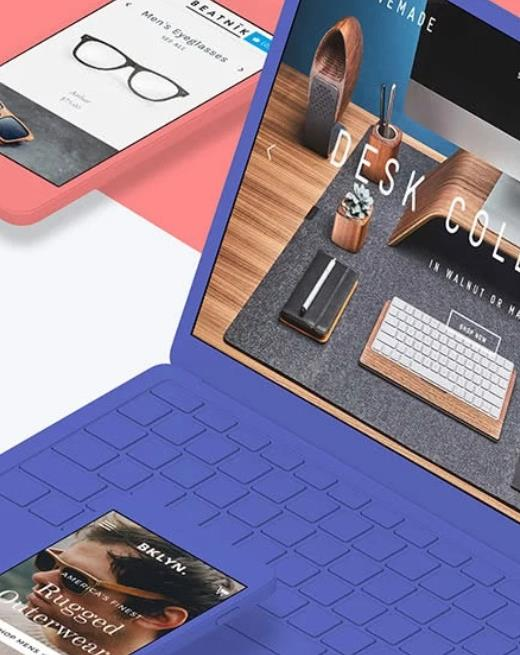 BEATNIK
Men's Eyeglasses
SEE ALL
DESK COLL
IN WALNUT OR MA
SHOP NOW
BKLYN.
AMERICA'S FINEST
Rugged
Outerwear
SHOP MENS